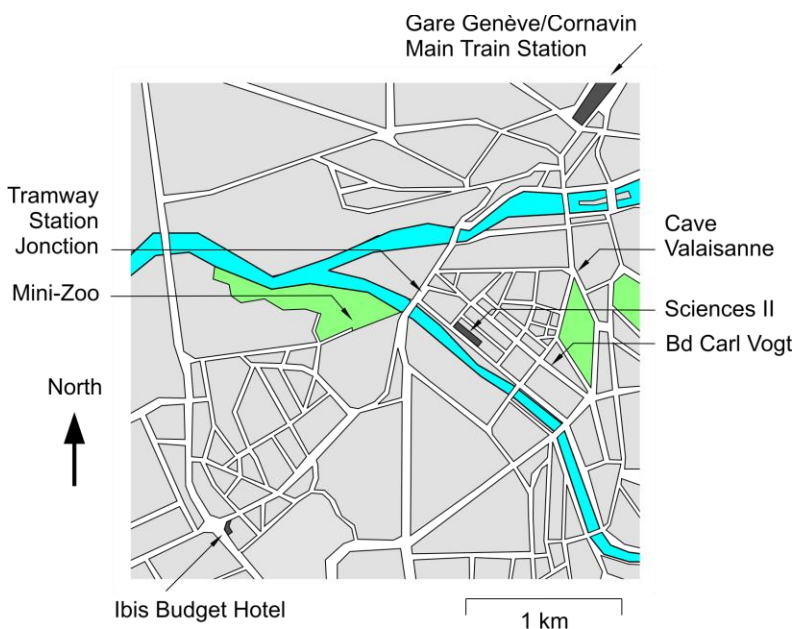 Gare Genève/Cornavin
Main Train Station
Tramway
Station
Jonction
Cave
Valaisanne
Mini-Zoo
Sciences II
Bd Carl Vogt
North
Ibis Budget Hotel
1 km